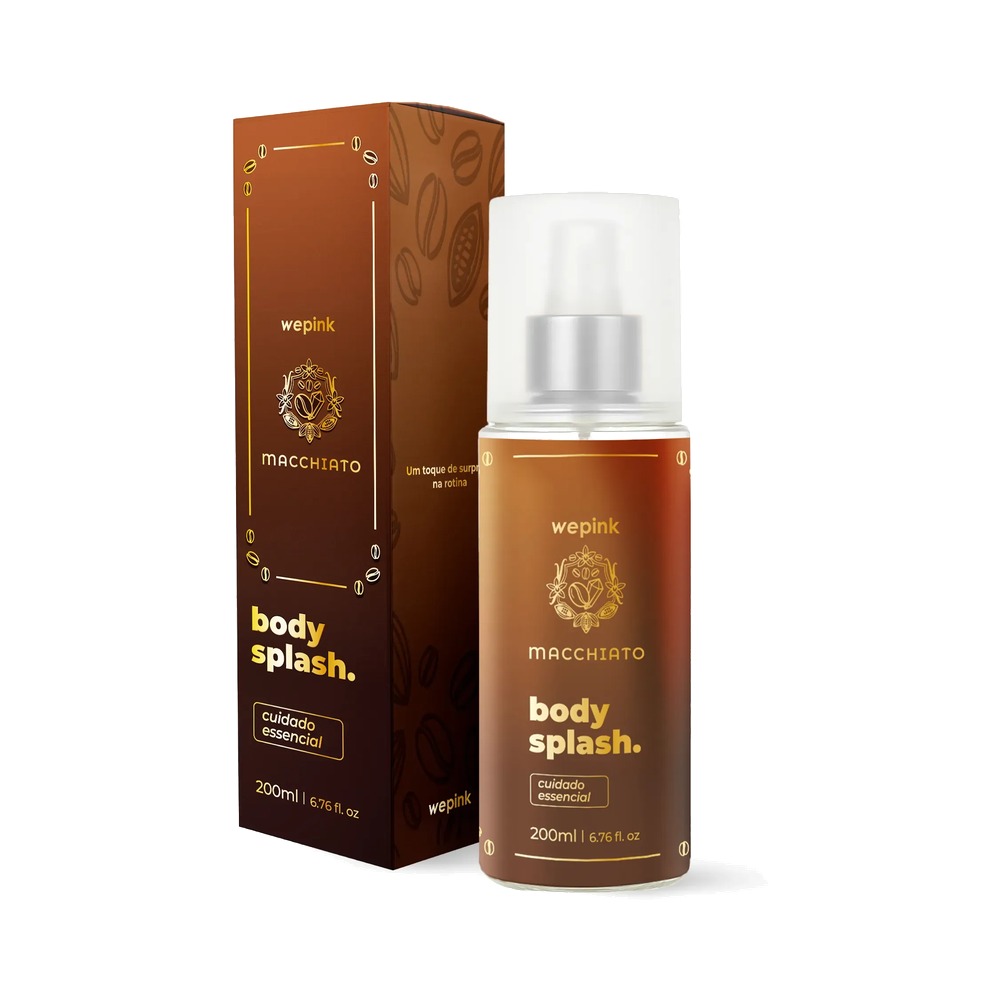 wepink
MACCHIATO
body
splash.
cuidado
essencial
200ml | 6.76 fl. oz
Um toque de
na rotina
wepink
wepink
MACCHIATO
body
splash.
cuidado
essencial
200ml | 6.76 fl. oz